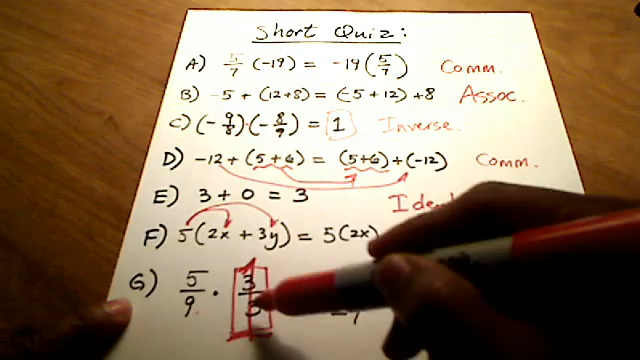 Short Quiz:
A) 5/7 (-19) = -19(5/7) Comm.
B) -5 + (12+8) = (-5 + 12) +8 Assoc.
C) (-9/8)·(-8/9) = 1 Inverse.
D) -12 + (5+6) = (5+6) + (-12) Comm.
E) 3 + 0 = 3
F) 5(2x + 3y) = 5(2x)
G) 5/9 · 3/3